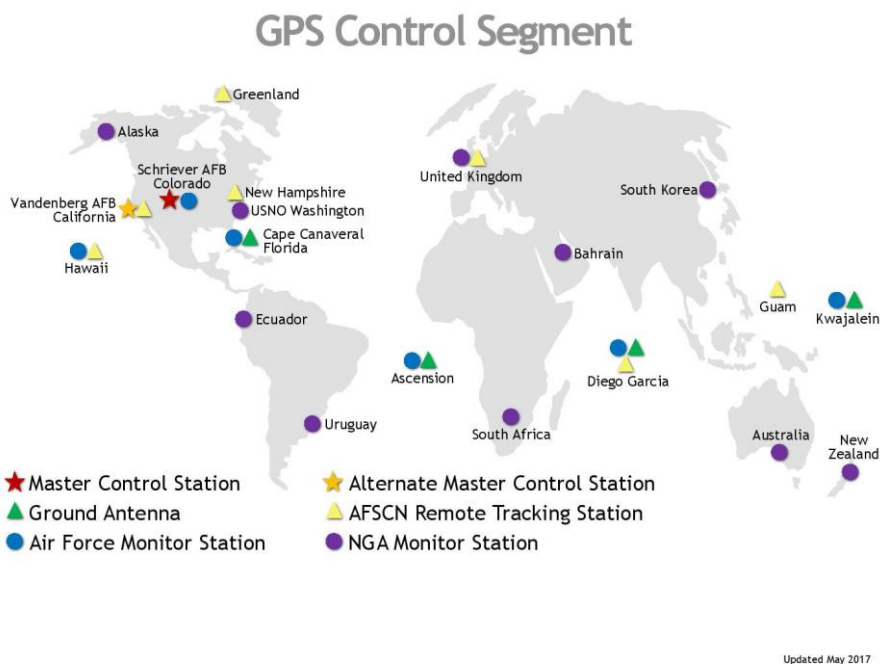 GPS Control Segment
Greenland
Alaska
Schriever AFB
Colorado
Vandenberg AFB
California
New Hampshire
USNO Washington
Cape Canaveral
Florida
Hawaii
United Kingdom
South Korea
Bahrain
Guam
Kwajalein
Ecuador
Ascension
Diego Garcia
Uruguay
South Africa
Australia
New
Zealand
Master Control Station
Alternate Master Control Station
Ground Antenna
AFSCN Remote Tracking Station
Air Force Monitor Station
NGA Monitor Station
Updated May 2017